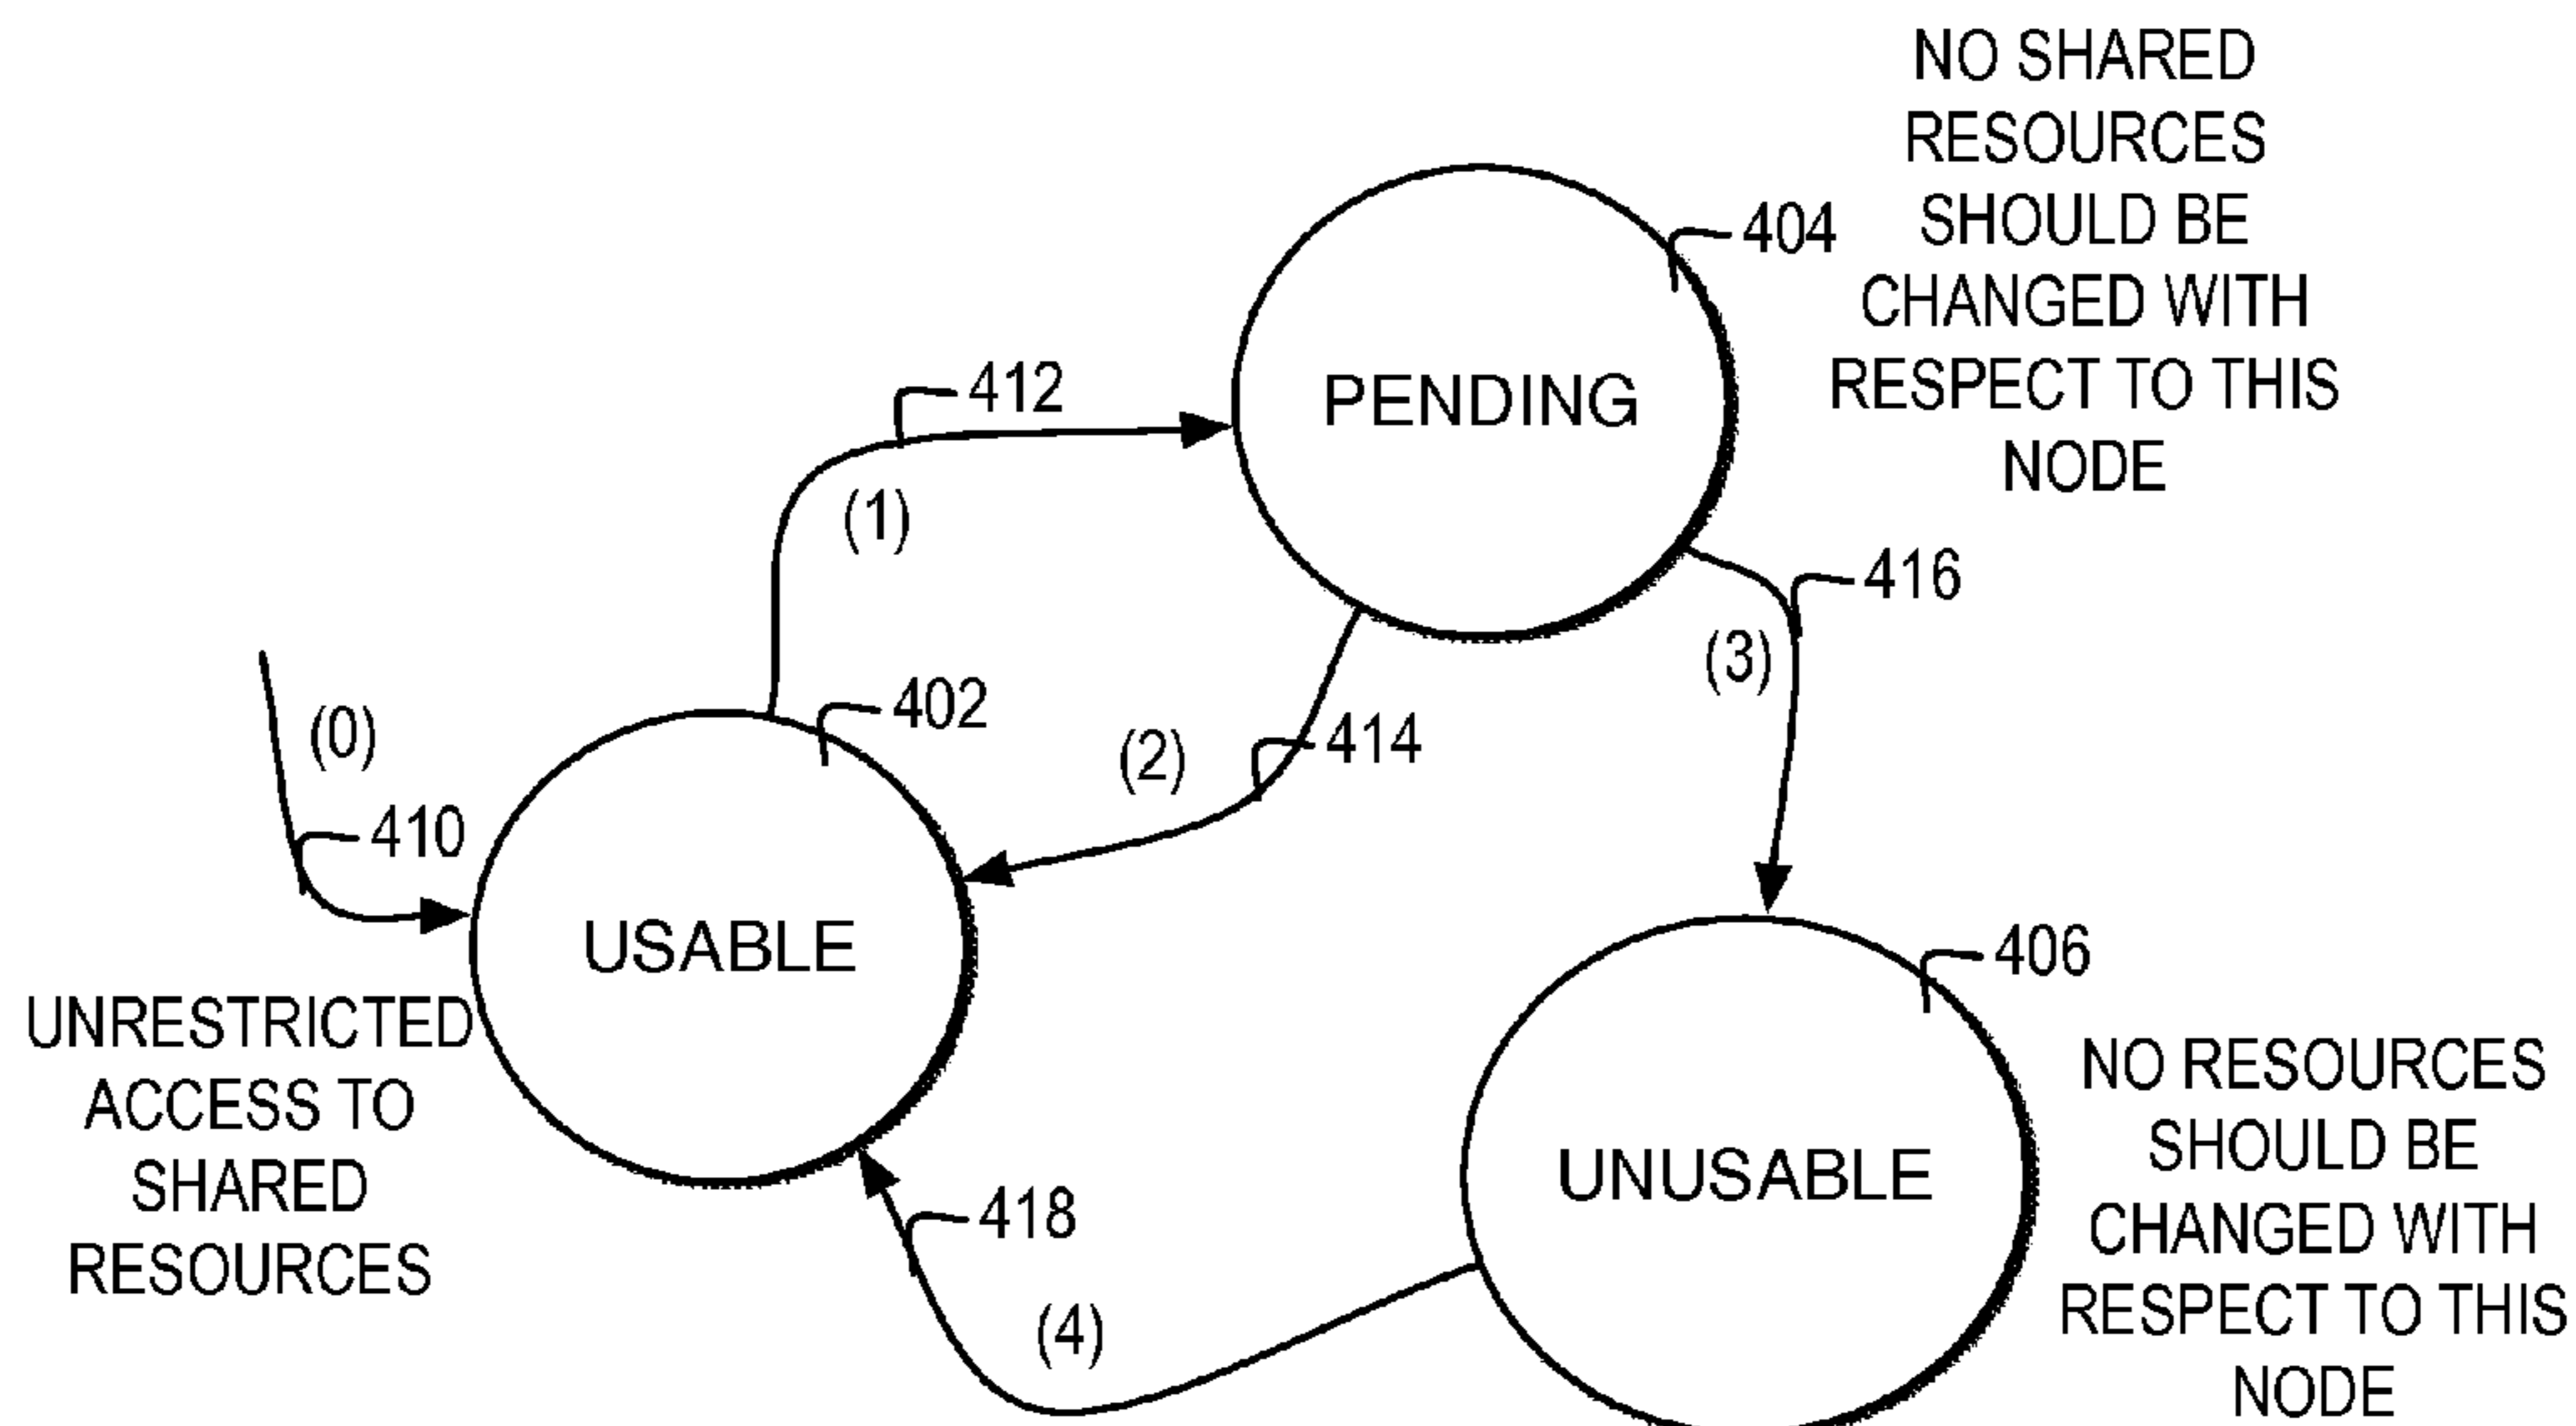 NO SHARED
RESOURCES
SHOULD BE
CHANGED WITH
RESPECT TO THIS
NODE
404
PENDING
412
(1)
416
(3)
(0)
402
(2)
414
410
USABLE
UNRESTRICTED
ACCESS TO
SHARED
RESOURCES
406
UNUSABLE
NO RESOURCES
SHOULD BE
CHANGED WITH
RESPECT TO THIS
NODE
418
(4)